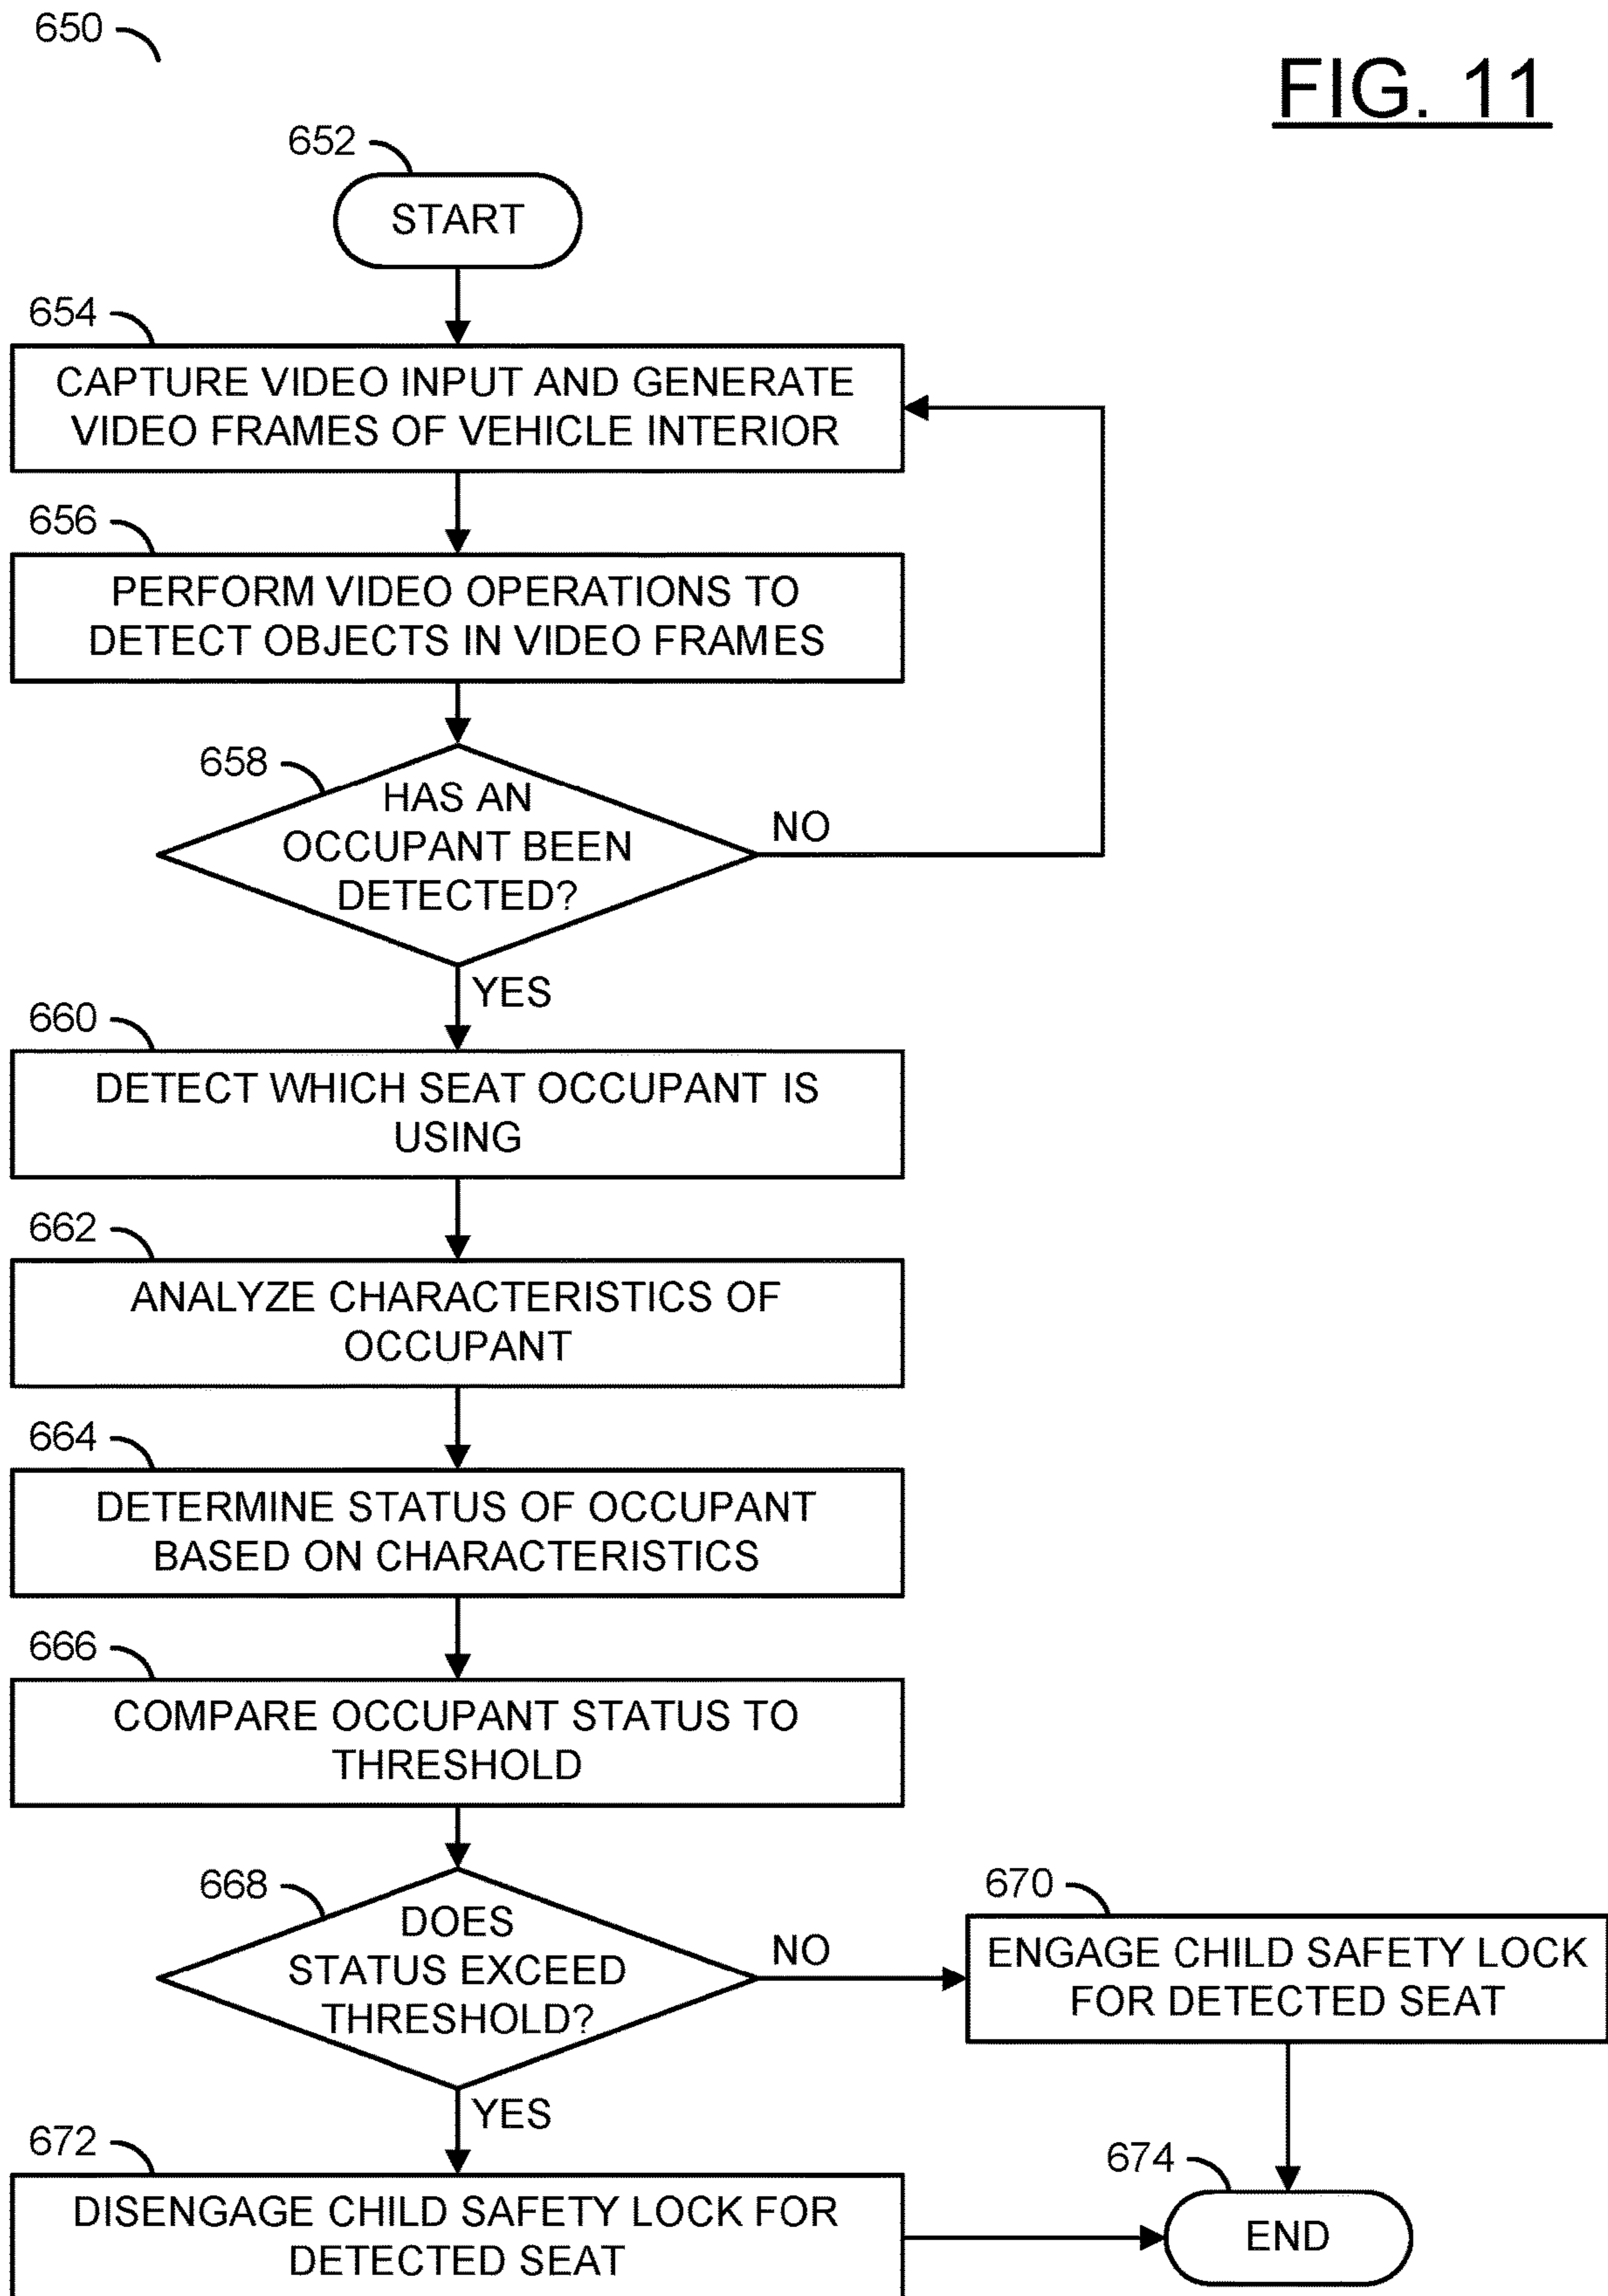 650
FIG. 11
652
START
654
CAPTURE VIDEO INPUT AND GENERATE
VIDEO FRAMES OF VEHICLE INTERIOR
656
PERFORM VIDEO OPERATIONS TO
DETECT OBJECTS IN VIDEO FRAMES
658
HAS AN
OCCUPANT BEEN
DETECTED?
NO
YES
660
DETECT WHICH SEAT OCCUPANT IS
USING
662
ANALYZE CHARACTERISTICS OF
OCCUPANT
664
DETERMINE STATUS OF OCCUPANT
BASED ON CHARACTERISTICS
666
COMPARE OCCUPANT STATUS TO
THRESHOLD
668
DOES
STATUS EXCEED
THRESHOLD?
NO
670
ENGAGE CHILD SAFETY LOCK
FOR DETECTED SEAT
YES
672
DISENGAGE CHILD SAFETY LOCK FOR
DETECTED SEAT
674
END